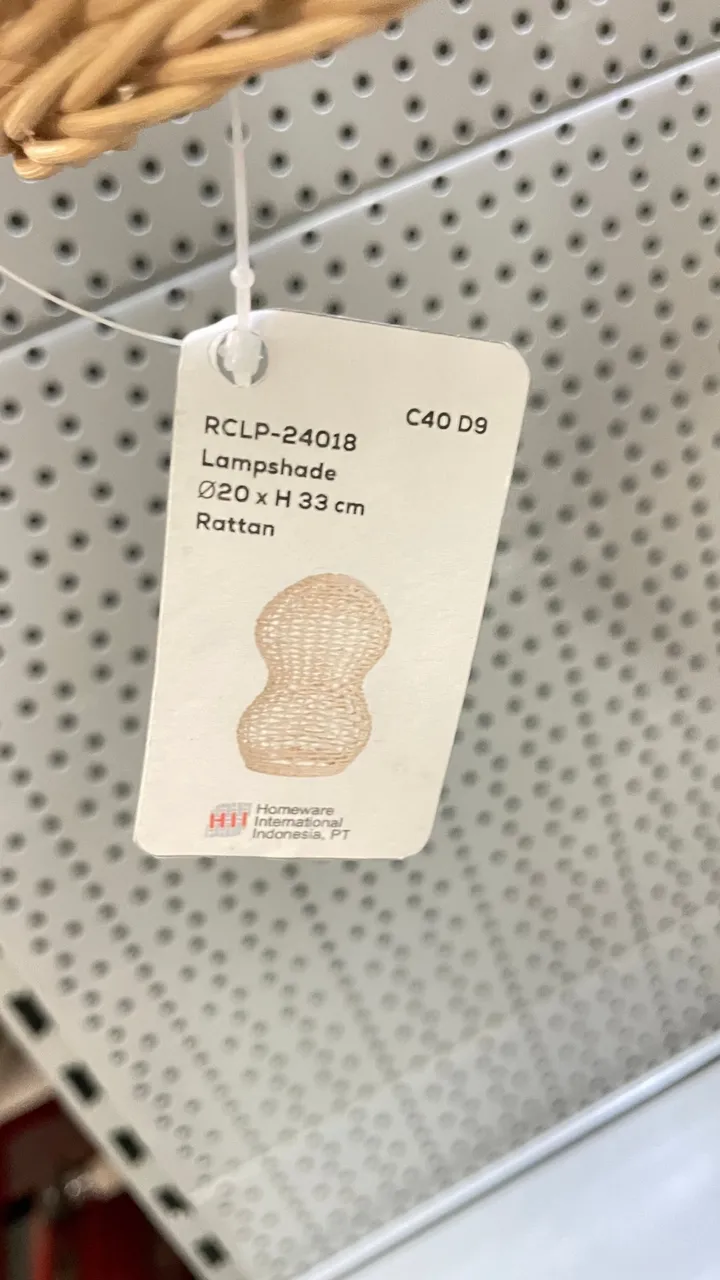 C40 D9
RCLP-24018
Lampshade
Ø20 x H 33 cm
Rattan
HII
Homeware
International
Indonesia, PT